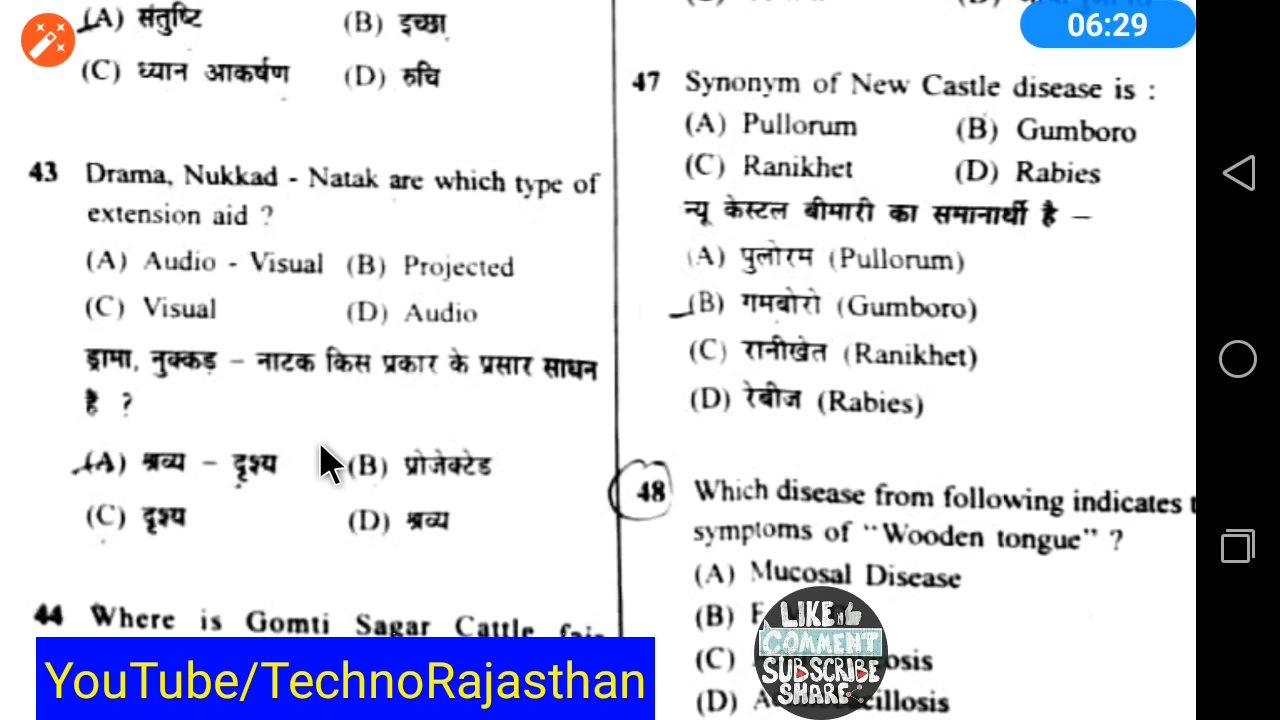 06:29
(A) संतुष्टि (B) इच्छा
(C) ध्यान आकर्षण (D) रुचि
43 Drama, Nukkad - Natak are which type of
extension aid ?
(A) Audio - Visual (B) Projected
(C) Visual (D) Audio
ड्रामा, नुक्कड़ – नाटक किस प्रकार के प्रसार साधन
है ?
(A) श्रव्य – दृश्य (B) प्रोजेक्टेड
(C) दृश्य (D) श्रव्य
44 Where is Gomti Sagar Cattle
47 Synonym of New Castle disease is :
(A) Pullorum (B) Gumboro
(C) Ranikhet (D) Rabies
न्यू केस्टल बीमारी का समानार्थी है –
(A) पुलोरम (Pullorum)
(B) गमबोरो (Gumboro)
(C) रानीखेत (Ranikhet)
(D) रेबीज (Rabies)
48 Which disease from following indicates
symptoms of “Wooden tongue” ?
(A) Mucosal Disease
(B)
(C)
(D)
LIKE
COMMENT
SUBSCRIBE
SHARE
YouTube/TechnoRajasthan